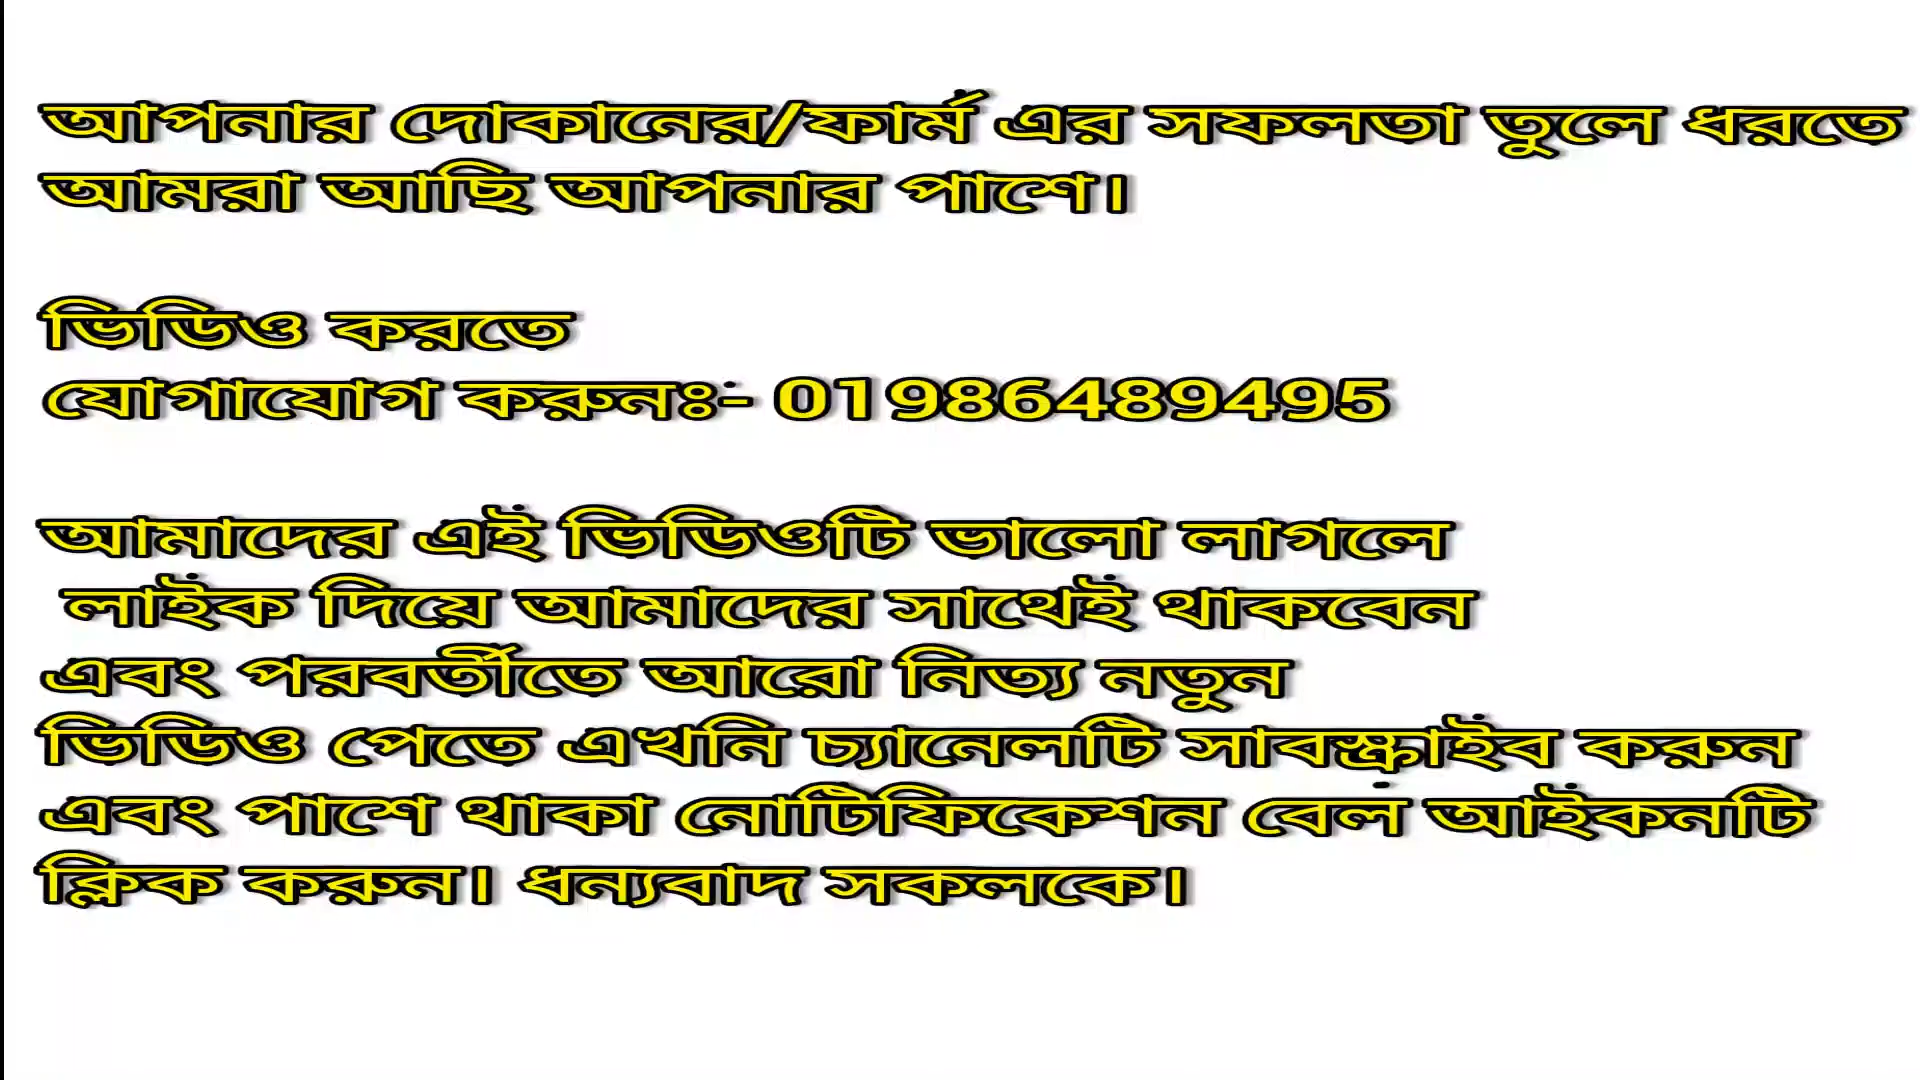 আপনার দোকানের/ফার্ম এর সফলতা তুলে ধরতে
আমরা আছি আপনার পাশে।
ভিডিও করতে
যোগাযোগ করুনঃ- 01986489495
আমাদের এই ভিডিওটি ভালো লাগলে
লাইক দিয়ে আমাদের সাথেই থাকবেন
এবং পরবর্তীতে আরো নিত্য নতুন
ভিডিও পেতে এখনি চ্যানেলটি সাবস্ক্রাইব করুন
এবং পাশে থাকা নোটিফিকেশন বেল আইকনটি
ক্লিক করুন। ধন্যবাদ সকলকে।